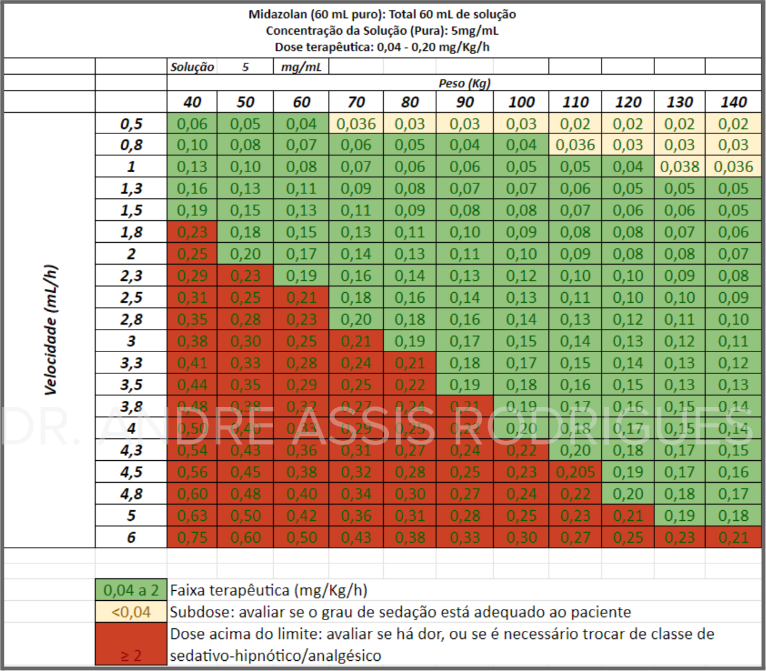 Midazolan (60 mL puro): Total 60 mL de solução
Concentração da Solução (Pura): 5mg/mL
Dose terapêutica: 0,04 - 0,20 mg/Kg/h
Solução 5 mg/mL
Peso (Kg)
40 50 60 70 80 90 100 110 120 130 140
Velocidade (mL/h)
0,5 0,06 0,05 0,04 0,036 0,03 0,03 0,03 0,02 0,02 0,02 0,02
0,8 0,10 0,08 0,07 0,06 0,05 0,04 0,04 0,036 0,03 0,03 0,03
1 0,13 0,10 0,08 0,07 0,06 0,06 0,05 0,05 0,04 0,038 0,036
1,3 0,16 0,13 0,11 0,09 0,08 0,07 0,07 0,06 0,05 0,05 0,05
1,5 0,19 0,15 0,13 0,11 0,09 0,08 0,08 0,07 0,06 0,06 0,05
1,8 0,23 0,18 0,15 0,13 0,11 0,10 0,09 0,08 0,08 0,07 0,06
2 0,25 0,20 0,17 0,14 0,13 0,11 0,10 0,09 0,08 0,08 0,07
2,3 0,29 0,23 0,19 0,16 0,14 0,13 0,12 0,10 0,10 0,09 0,08
2,5 0,31 0,25 0,21 0,18 0,16 0,14 0,13 0,11 0,10 0,10 0,09
2,8 0,35 0,28 0,23 0,20 0,18 0,16 0,14 0,13 0,12 0,11 0,10
3 0,38 0,30 0,25 0,21 0,19 0,17 0,15 0,14 0,13 0,12 0,11
3,3 0,41 0,33 0,28 0,24 0,21 0,18 0,17 0,15 0,14 0,13 0,12
3,5 0,44 0,35 0,29 0,25 0,22 0,19 0,18 0,16 0,15 0,13 0,13
3,8 0,48 0,38 0,32 0,27 0,24 0,21 0,19 0,17 0,16 0,15 0,14
DR. ANDRE ASSIS RODRIGUES
4 0,50 0,29 0,20 0,18 0,17 0,15 0,14
4,3 0,54 0,43 0,36 0,31 0,27 0,24 0,22 0,20 0,18 0,17 0,15
4,5 0,56 0,45 0,38 0,32 0,28 0,25 0,23 0,205 0,19 0,17 0,16
4,8 0,60 0,48 0,40 0,34 0,30 0,27 0,24 0,22 0,20 0,18 0,17
5 0,63 0,50 0,42 0,36 0,31 0,28 0,25 0,23 0,21 0,19 0,18
6 0,75 0,60 0,50 0,43 0,38 0,33 0,30 0,27 0,25 0,23 0,21
0,04 a 2 Faixa terapêutica (mg/Kg/h)
<0,04 Subdose: avaliar se o grau de sedação está adequado ao paciente
Dose acima do limite: avaliar se há dor, ou se é necessário trocar de classe de
≥ 2 sedativo-hipnótico/analgésico